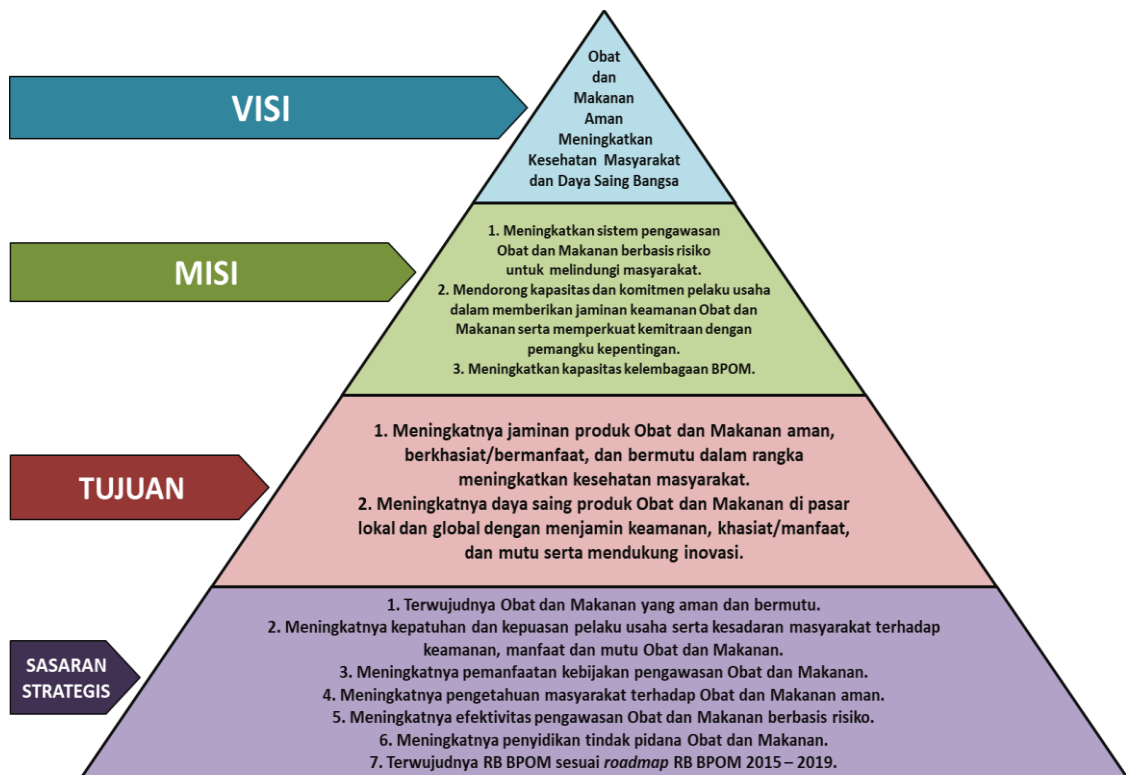 VISI
Obat
dan
Makanan
Aman
Meningkatkan
Kesehatan Masyarakat
dan Daya Saing Bangsa
MISI
1. Meningkatkan sistem pengawasan
Obat dan Makanan berbasis risiko
untuk melindungi masyarakat.
2. Mendorong kapasitas dan komitmen pelaku usaha
dalam memberikan jaminan keamanan Obat dan
Makanan serta memperkuat kemitraan dengan
pemangku kepentingan.
3. Meningkatkan kapasitas kelembagaan BPOM.
TUJUAN
1. Meningkatnya jaminan produk Obat dan Makanan aman,
berkhasiat/bermanfaat, dan bermutu dalam rangka
meningkatkan kesehatan masyarakat.
2. Meningkatnya daya saing produk Obat dan Makanan di pasar
lokal dan global dengan menjamin keamanan, khasiat/manfaat,
dan mutu serta mendukung inovasi.
SASARAN
STRATEGIS
1. Terwujudnya Obat dan Makanan yang aman dan bermutu.
2. Meningkatnya kepatuhan dan kepuasan pelaku usaha serta kesadaran masyarakat terhadap
keamanan, manfaat dan mutu Obat dan Makanan.
3. Meningkatnya pemanfaatan kebijakan pengawasan Obat dan Makanan.
4. Meningkatnya pengetahuan masyarakat terhadap Obat dan Makanan aman.
5. Meningkatnya efektivitas pengawasan Obat dan Makanan berbasis risiko.
6. Meningkatnya penyidikan tindak pidana Obat dan Makanan.
7. Terwujudnya RB BPOM sesuai roadmap RB BPOM 2015 – 2019.